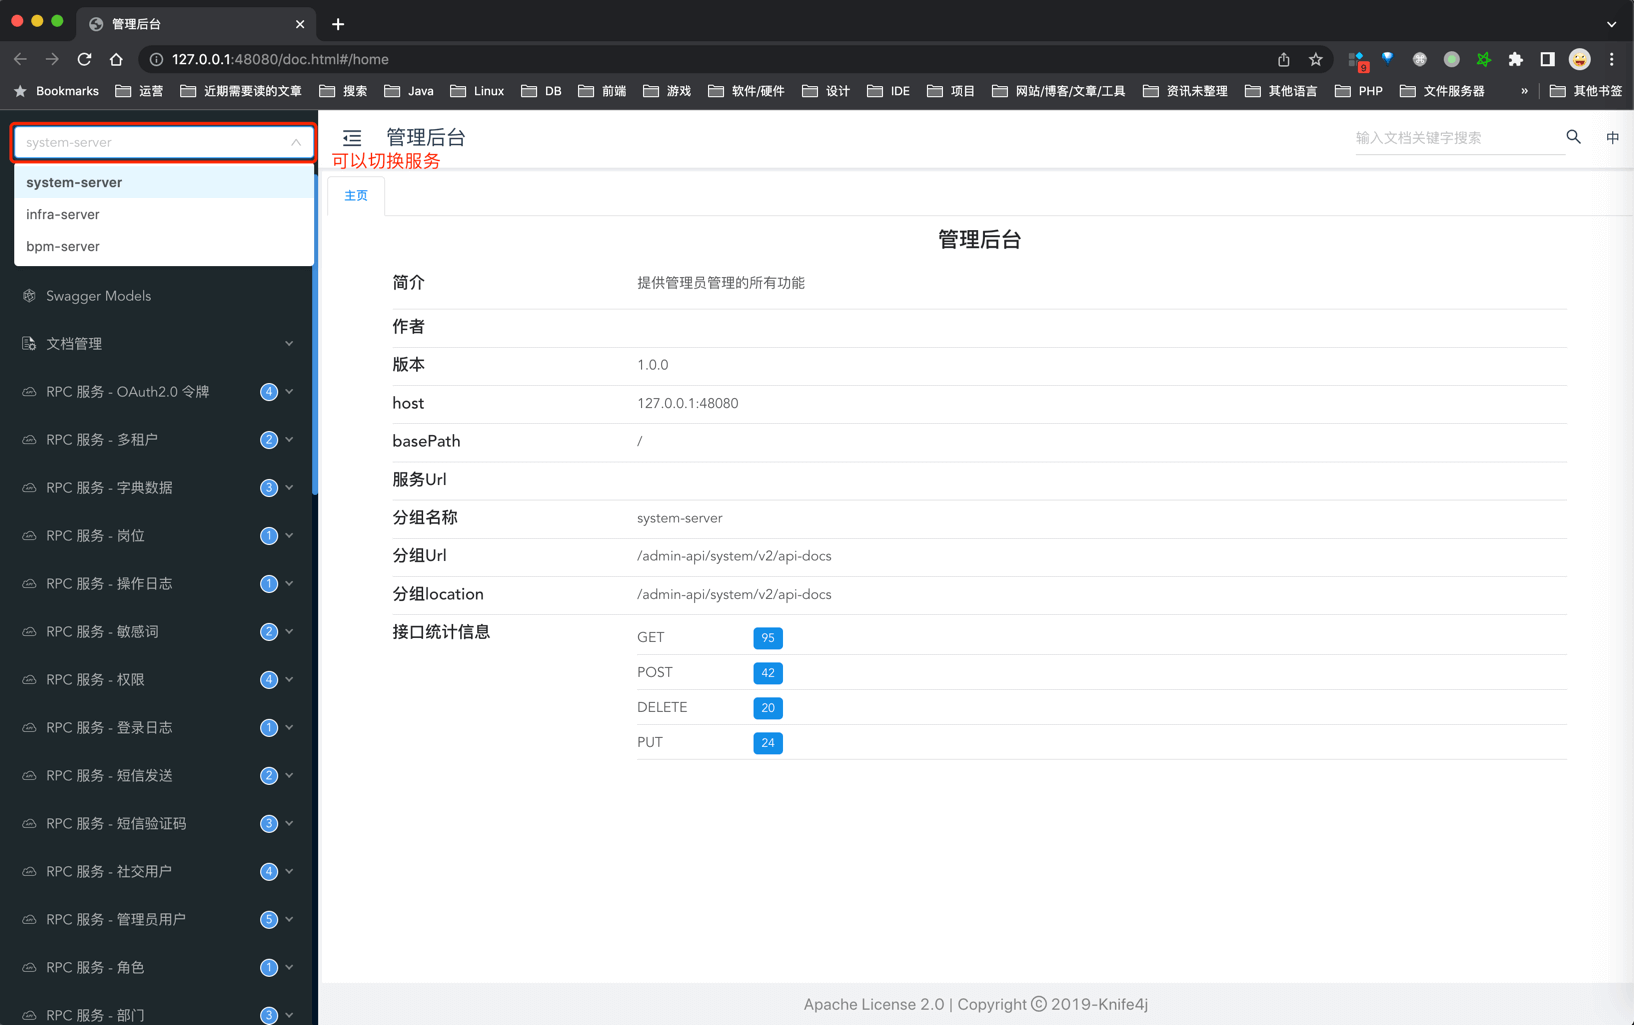 管理后台
127.0.0.1:48080/doc.html#/home
9
Bookmarks 运营 近期需要读的文章 搜索 Java Linux DB 前端 游戏 软件/硬件 设计 IDE 项目 网站/博客/文章/工具 资讯未整理 其他语言 PHP 文件服务器 » 其他书签
system-server
system-server
infra-server
bpm-server
Swagger Models
文档管理
RPC 服务 - OAuth2.0 令牌 4
RPC 服务 - 多租户 2
RPC 服务 - 字典数据 3
RPC 服务 - 岗位 1
RPC 服务 - 操作日志 1
RPC 服务 - 敏感词 2
RPC 服务 - 权限 4
RPC 服务 - 登录日志 1
RPC 服务 - 短信发送 2
RPC 服务 - 短信验证码 3
RPC 服务 - 社交用户 4
RPC 服务 - 管理员用户 5
RPC 服务 - 角色 1
RPC 服务 - 部门 3
管理后台
可以切换服务
输入文档关键字搜索
中
主页
管理后台
简介 提供管理员管理的所有功能
作者
版本 1.0.0
host 127.0.0.1:48080
basePath /
服务Url
分组名称 system-server
分组Url /admin-api/system/v2/api-docs
分组location /admin-api/system/v2/api-docs
接口统计信息
GET 95
POST 42
DELETE 20
PUT 24
Apache License 2.0 | Copyright © 2019-Knife4j